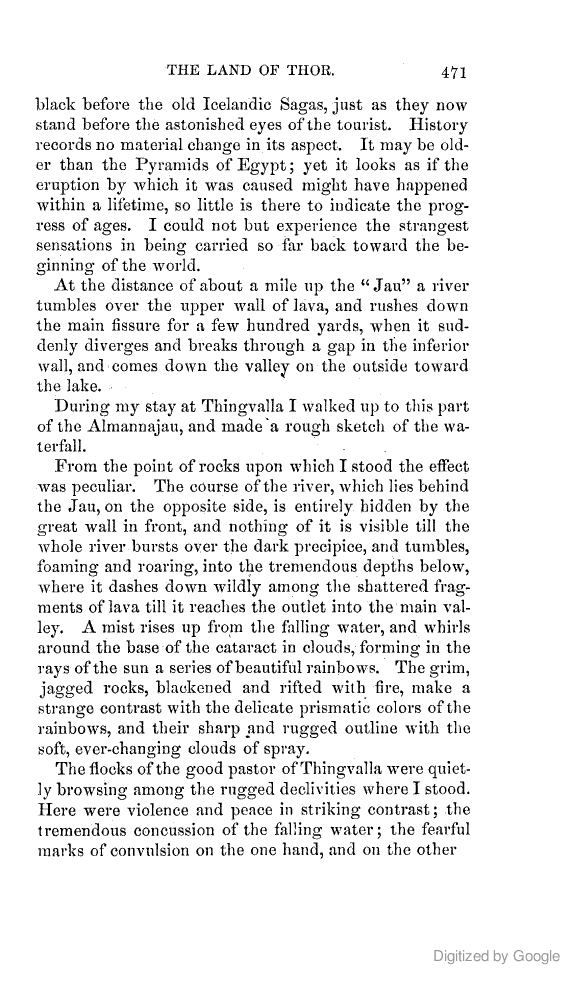 THE LAND OF THOR. 471
black before the old Icelandic Sagas, just as they now
stand before the astonished eyes of the tourist. History
records no material change in its aspect. It may be old-
er than the Pyramids of Egypt; yet it looks as if the
eruption by which it was caused might have happened
within a lifetime, so little is there to indicate the prog-
ress of ages. I could not but experience the strangest
sensations in being carried so far back toward the be-
ginning of the world.
At the distance of about a mile up the “Jau” a river
tumbles over the upper wall of lava, and rushes down
the main fissure for a few hundred yards, when it sud-
denly diverges and breaks through a gap in the inferior
wall, and comes down the valley on the outside toward
the lake.
During my stay at Thingvalla I walked up to this part
of the Almannajau, and made a rough sketch of the wa-
terfall.
From the point of rocks upon which I stood the effect
was peculiar. The course of the river, which lies behind
the Jau, on the opposite side, is entirely hidden by the
great wall in front, and nothing of it is visible till the
whole river bursts over the dark precipice, and tumbles,
foaming and roaring, into the tremendous depths below,
where it dashes down wildly among the shattered frag-
ments of lava till it reaches the outlet into the main val-
ley. A mist rises up from the falling water, and whirls
around the base of the cataract in clouds, forming in the
rays of the sun a series of beautiful rainbows. The grim,
jagged rocks, blackened and rifted with fire, make a
strange contrast with the delicate prismatic colors of the
rainbows, and their sharp and rugged outline with the
soft, ever-changing clouds of spray.
The flocks of the good pastor of Thingvalla were quiet-
ly browsing among the rugged declivities where I stood.
Here were violence and peace in striking contrast; the
tremendous concussion of the falling water; the fearful
marks of convulsion on the one hand, and on the other
Digitized by Google